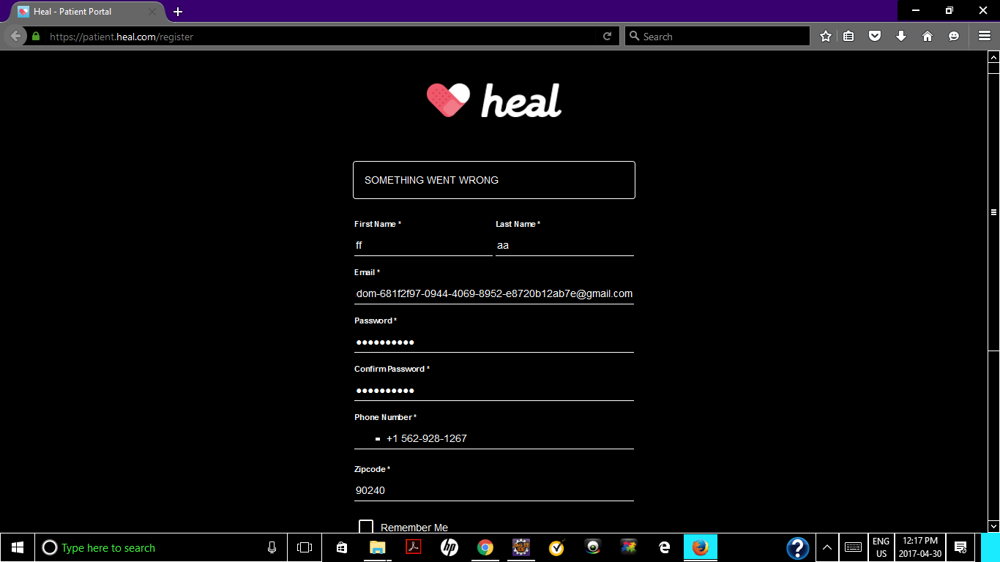 Heal - Patient Portal
https://patient.heal.com/register
Search
heal
SOMETHING WENT WRONG
First Name *
Last Name *
ff
aa
Email *
dom-681f2f97-0944-4069-8952-e8720b12ab7e@gmail.com
Password *
••••••••••
Confirm Password *
••••••••••
Phone Number *
+1 562-928-1267
Zipcode *
90240
Remember Me
Type here to search
ENG
US
12:17 PM
2017-04-30